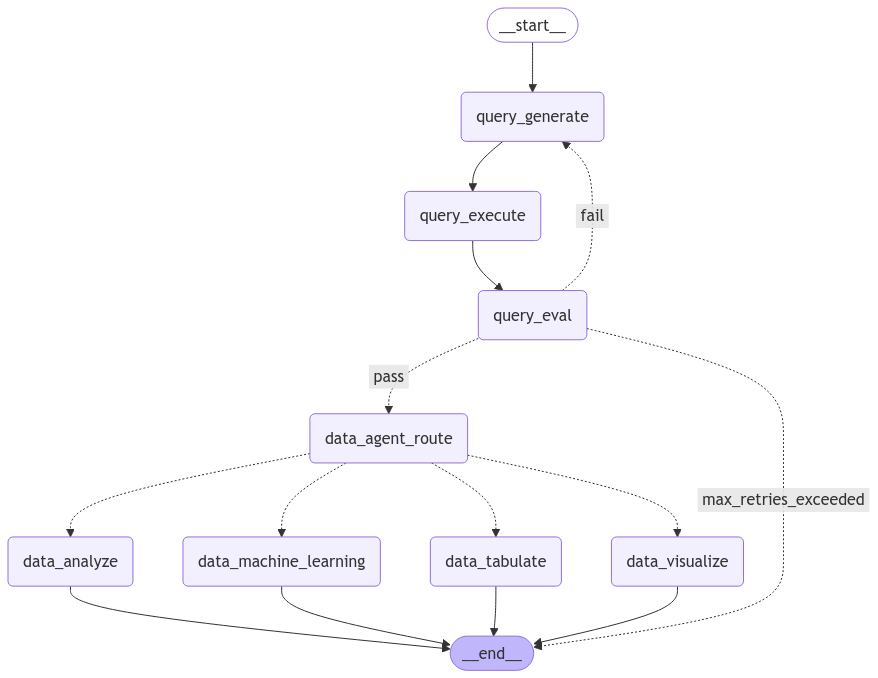 __start__
query_generate
query_execute
fail
query_eval
pass
data_agent_route
max_retries_exceeded
data_analyze
data_machine_learning
data_tabulate
data_visualize
__end__